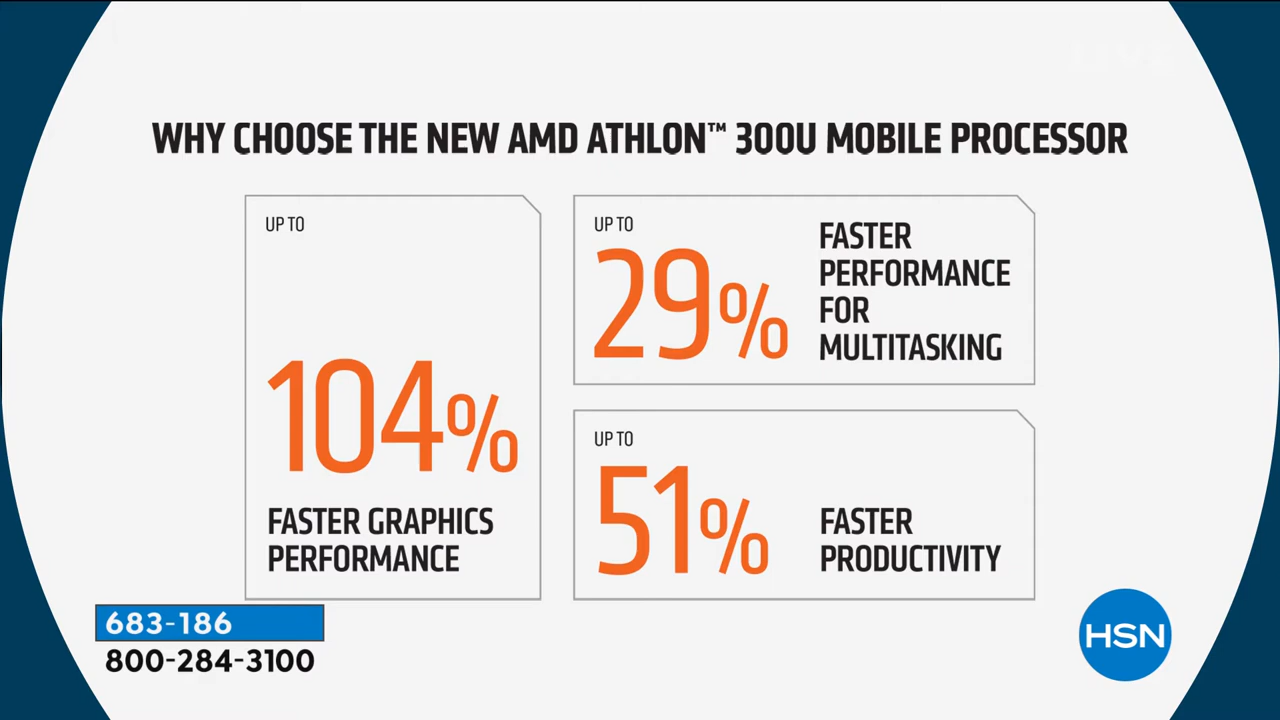 WHY CHOOSE THE NEW AMD ATHLON™ 300U MOBILE PROCESSOR
UP TO
104%
FASTER GRAPHICS
PERFORMANCE
UP TO
29%
FASTER
PERFORMANCE
FOR
MULTITASKING
UP TO
51%
FASTER
PRODUCTIVITY
683-186
800-284-3100
HSN